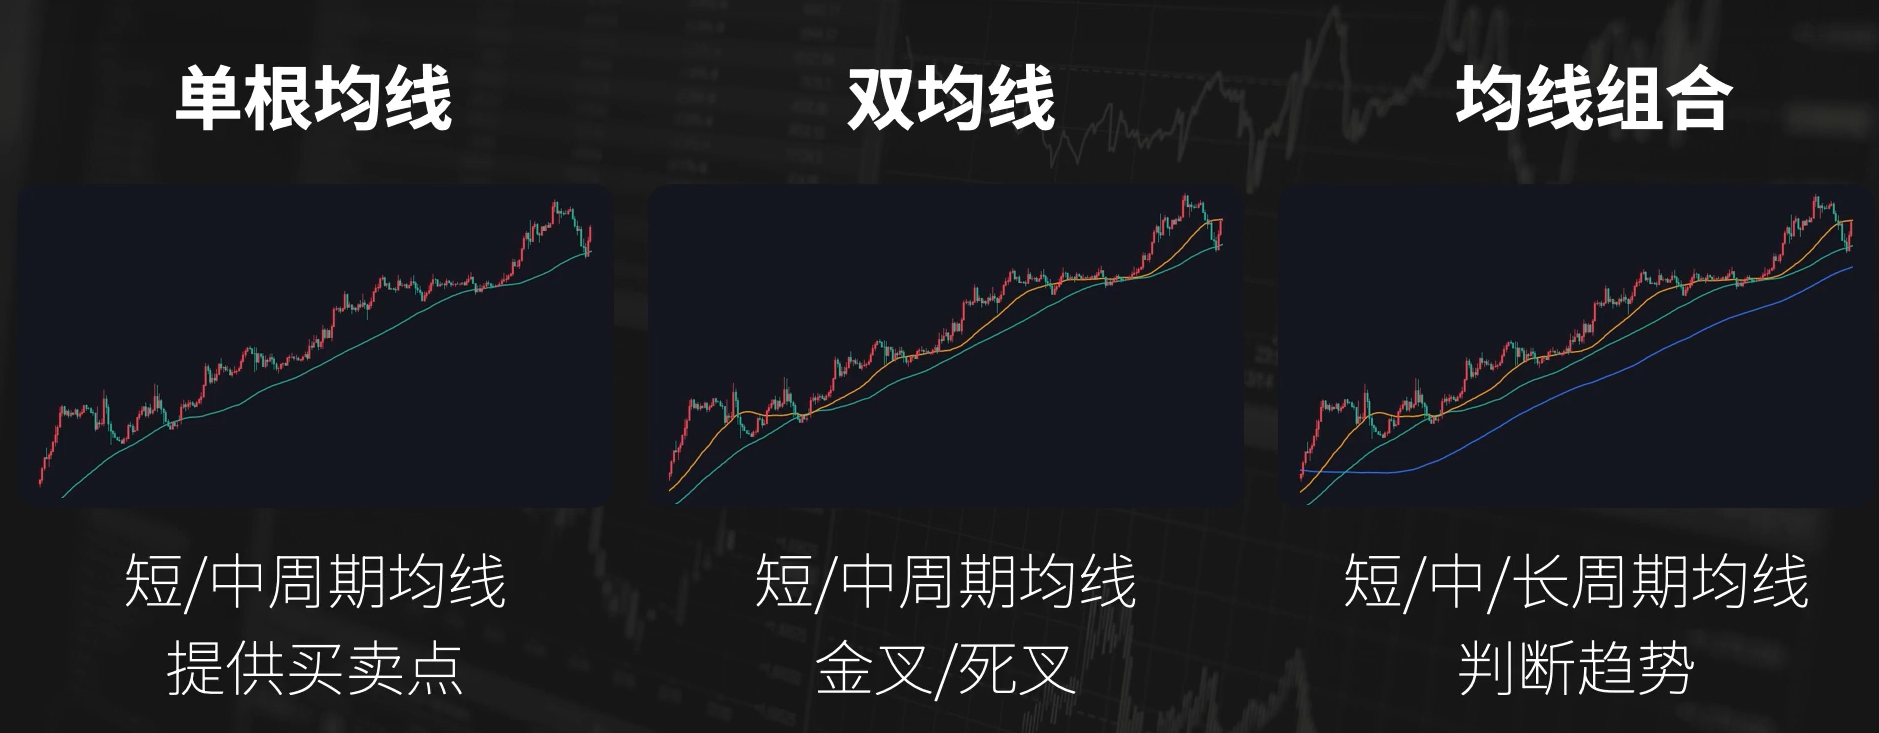 单根均线
双均线
均线组合
短/中周期均线
提供买卖点
短/中周期均线
金叉/死叉
短/中/长周期均线
判断趋势